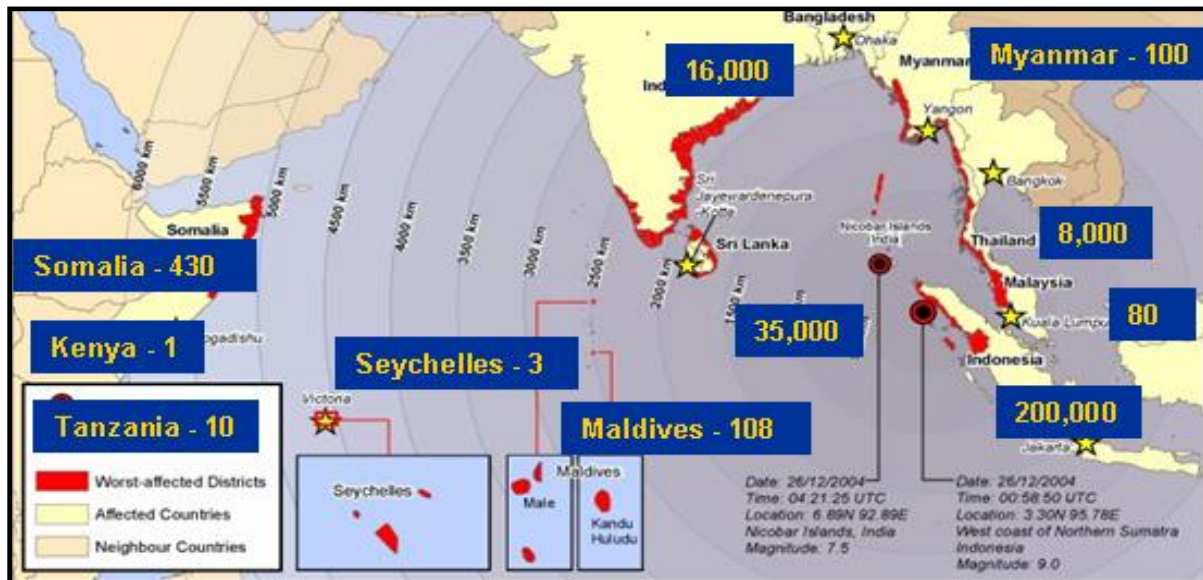 Bangladesh
Dhaka
Myanmar - 100
16,000
Myanmar
Yangon
6000 km
5500 km
5000 km
4500 km
4000 km
3500 km
3000 km
2500 km
2000 km
Bangkok
Sri
Jayewardenepura
-Kotte
Nicobar Islands
(India)
Somalia
Sri Lanka
Thailand
8,000
Somalia - 430
Malaysia
35,000
80
Kenya - 1
Indonesia
Seychelles - 3
Victoria
Tanzania - 10
Maldives - 108
200,000
Jakarta
Worst-affected Districts
Affected Countries
Neighbour Countries
Seychelles
Maldives
Male
Kandu
Huludu
Date: 26/12/2004
Time: 04:21:25 UTC
Location: 6.89N 92.89E
Nicobar Islands, India
Magnitude: 7.5
Date: 26/12/2004
Time: 00:58:50 UTC
Location: 3.30N 95.78E
West coast of Northern Sumatra
Indonesia
Magnitude: 9.0